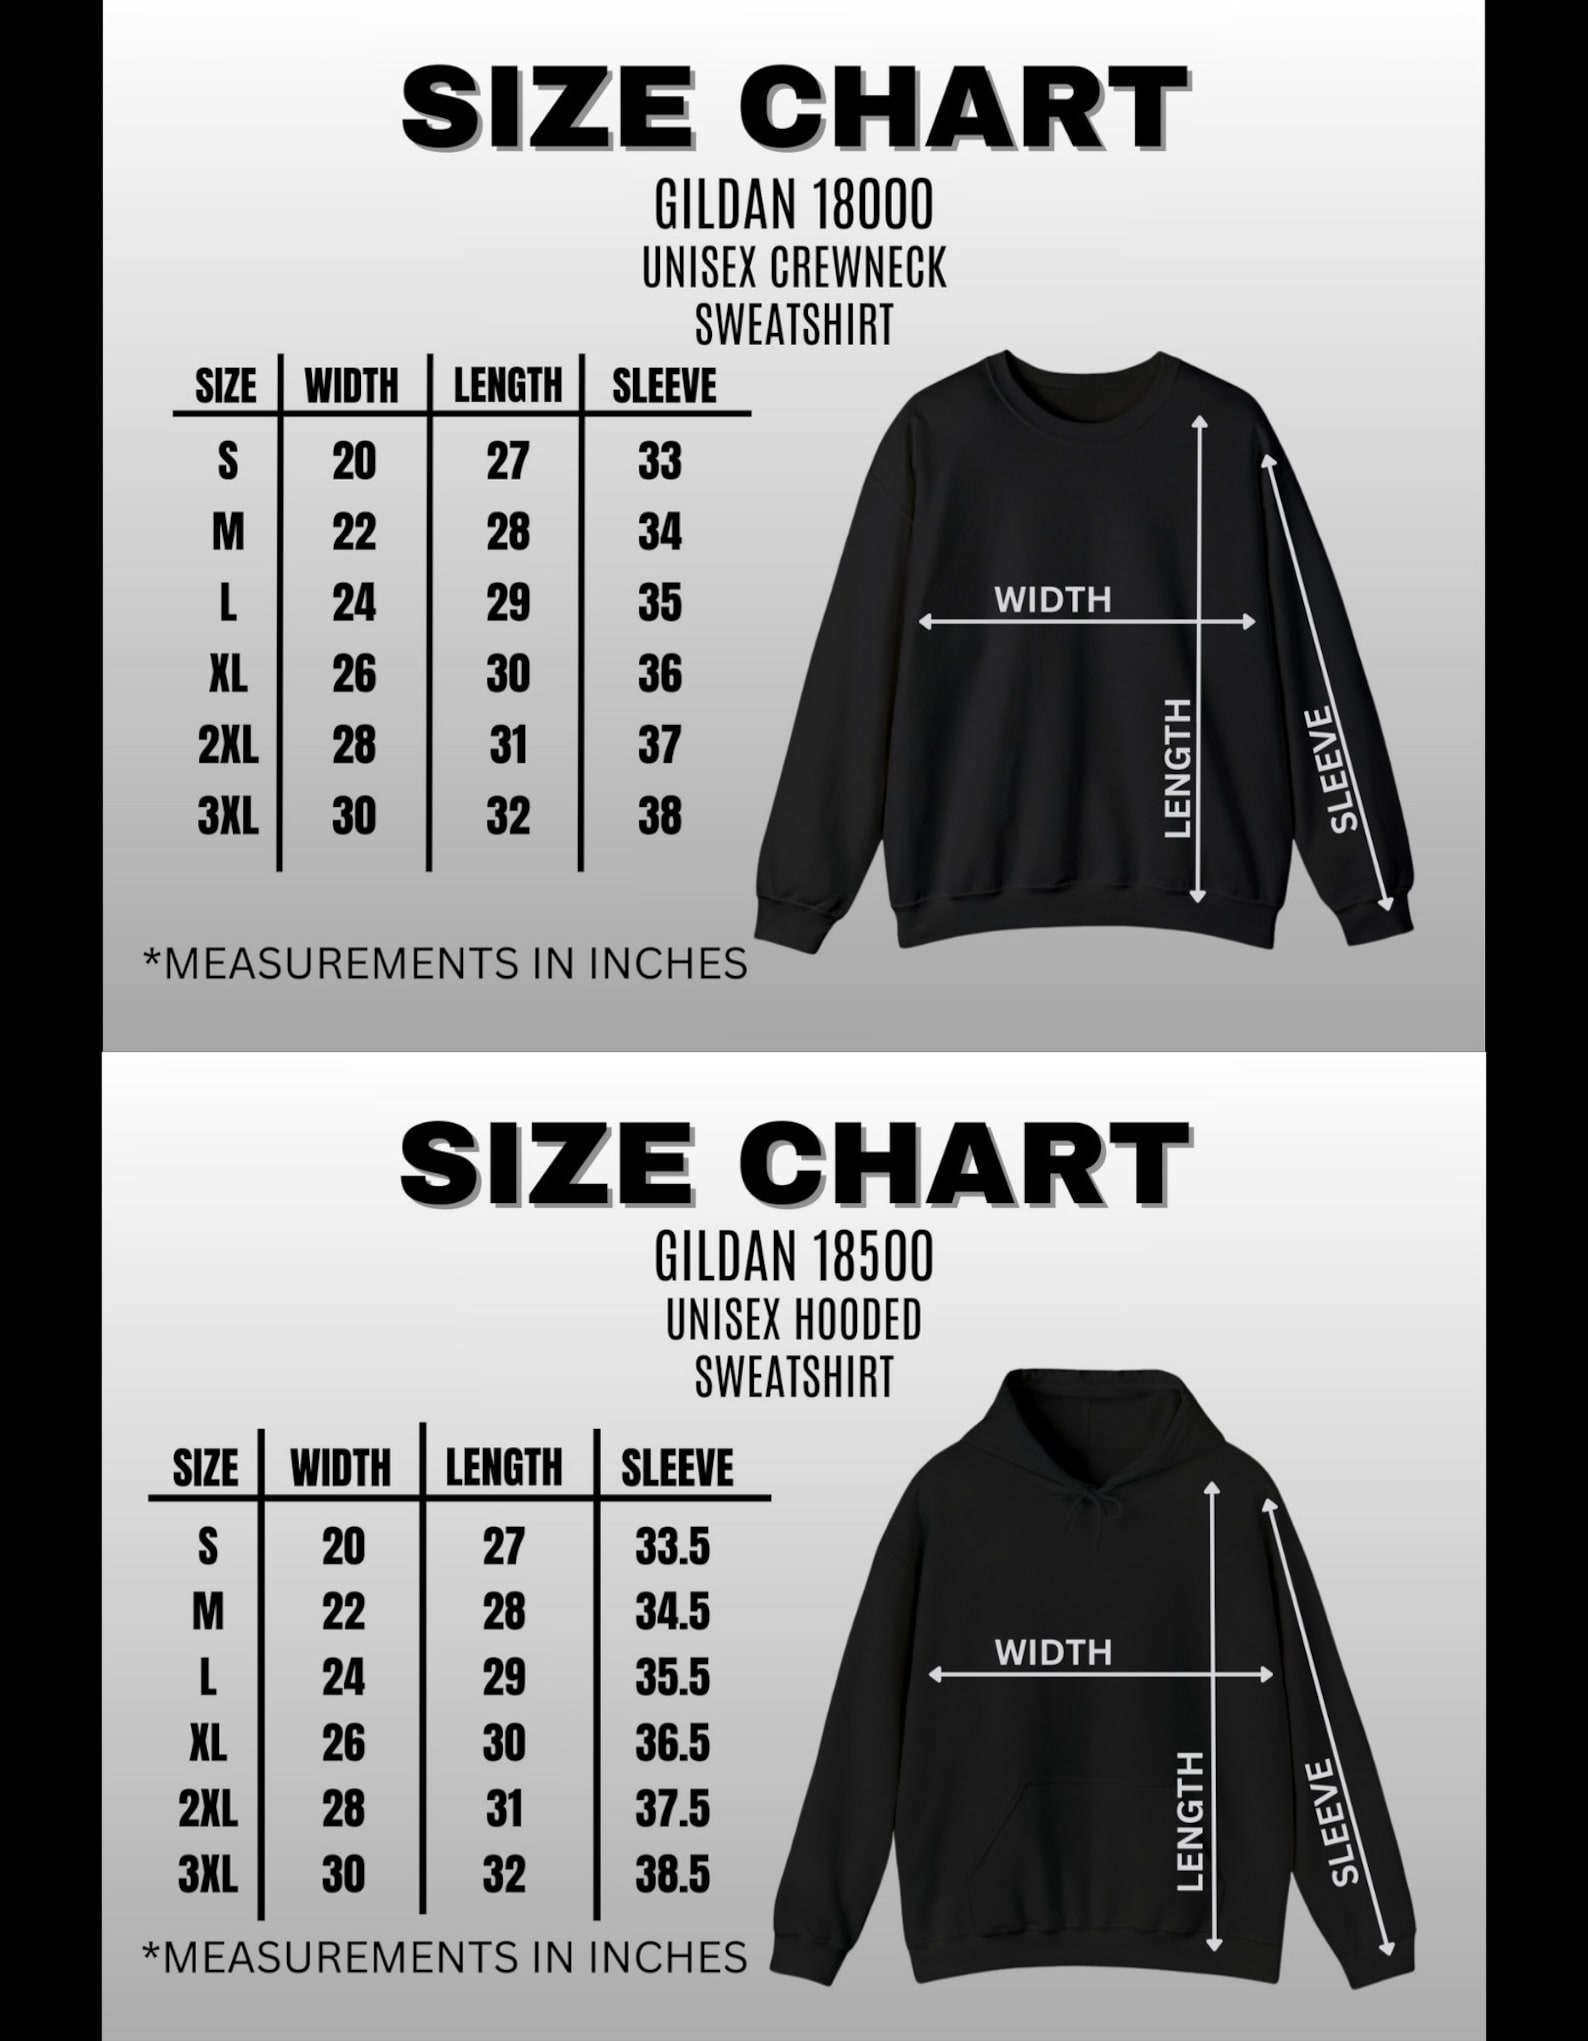 SIZE CHART
GILDAN 18000
UNISEX CREWNECK
SWEATSHIRT
SIZE WIDTH LENGTH SLEEVE
S 20 27 33
M 22 28 34
L 24 29 35
XL 26 30 36
2XL 28 31 37
3XL 30 32 38
*MEASUREMENTS IN INCHES
WIDTH
LENGTH
SLEEVE
SIZE CHART
GILDAN 18500
UNISEX HOODED
SWEATSHIRT
SIZE WIDTH LENGTH SLEEVE
S 20 27 33.5
M 22 28 34.5
L 24 29 35.5
XL 26 30 36.5
2XL 28 31 37.5
3XL 30 32 38.5
*MEASUREMENTS IN INCHES
WIDTH
LENGTH
SLEEVE